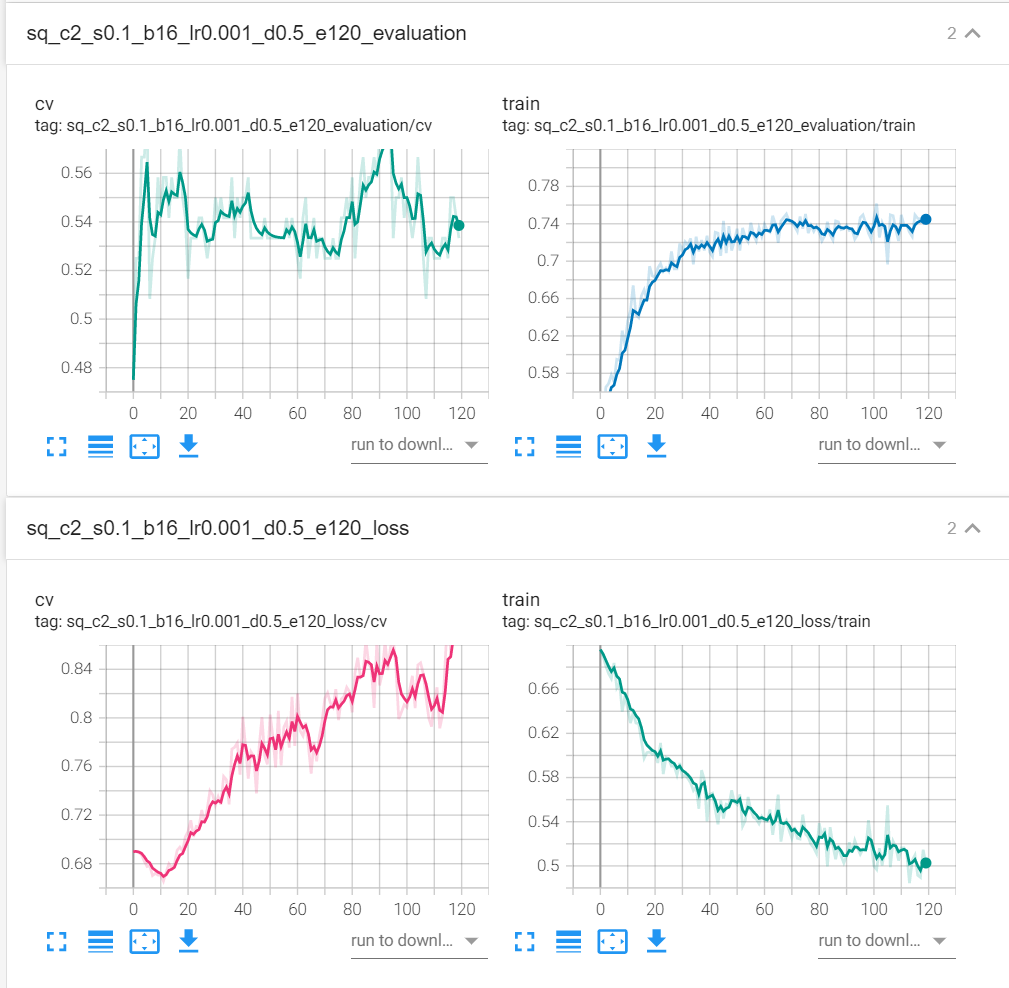 sq_c2_s0.1_b16_lr0.001_d0.5_e120_evaluation 2
cv
tag: sq_c2_s0.1_b16_lr0.001_d0.5_e120_evaluation/cv
0.56
0.54
0.52
0.5
0.48
0 20 40 60 80 100 120
run to downl...
train
tag: sq_c2_s0.1_b16_lr0.001_d0.5_e120_evaluation/train
0.78
0.74
0.7
0.66
0.62
0.58
0 20 40 60 80 100 120
run to downl...
sq_c2_s0.1_b16_lr0.001_d0.5_e120_loss 2
cv
tag: sq_c2_s0.1_b16_lr0.001_d0.5_e120_loss/cv
0.84
0.8
0.76
0.72
0.68
0 20 40 60 80 100 120
run to downl...
train
tag: sq_c2_s0.1_b16_lr0.001_d0.5_e120_loss/train
0.66
0.62
0.58
0.54
0.5
0 20 40 60 80 100 120
run to downl...